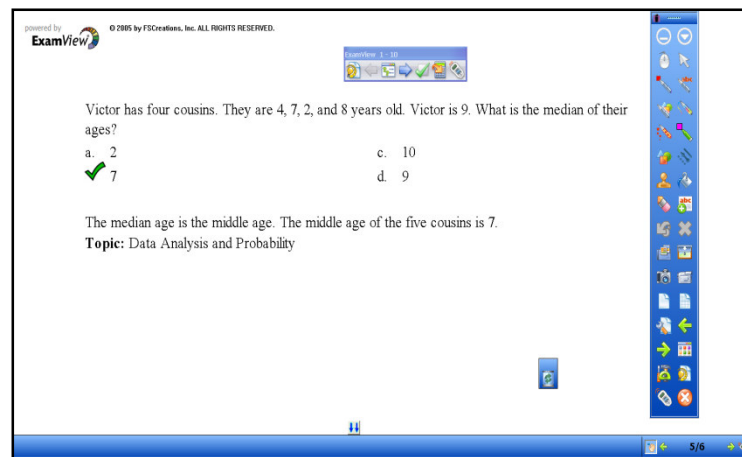 powered by
ExamView
© 2005 by FSCreations, Inc. ALL RIGHTS RESERVED.
ExamView 1 - 10
Victor has four cousins. They are 4, 7, 2, and 8 years old. Victor is 9. What is the median of their
ages?
a. 2
c. 10
7
d. 9
The median age is the middle age. The middle age of the five cousins is 7.
Topic: Data Analysis and Probability
abc
5/6